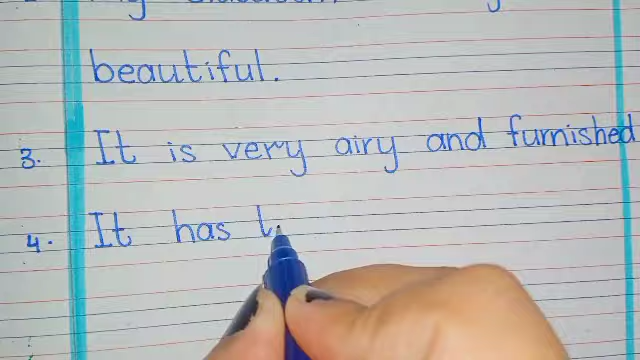 beautiful.
3. It is very airy and furnished
4. It has